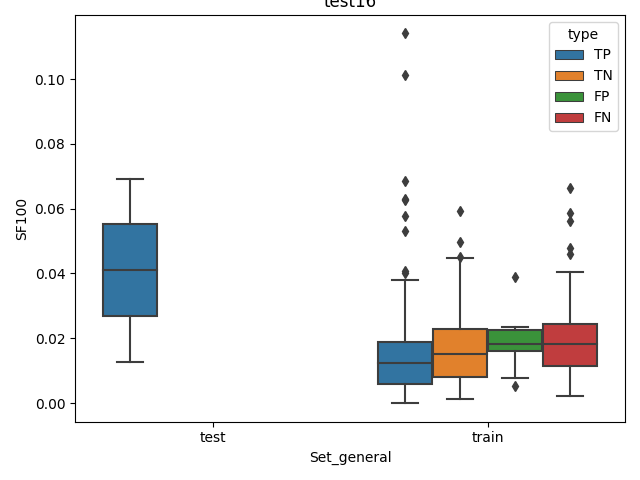 test16
type
TP
TN
FP
FN
SF100
0.10
0.08
0.06
0.04
0.02
0.00
test
train
Set_general